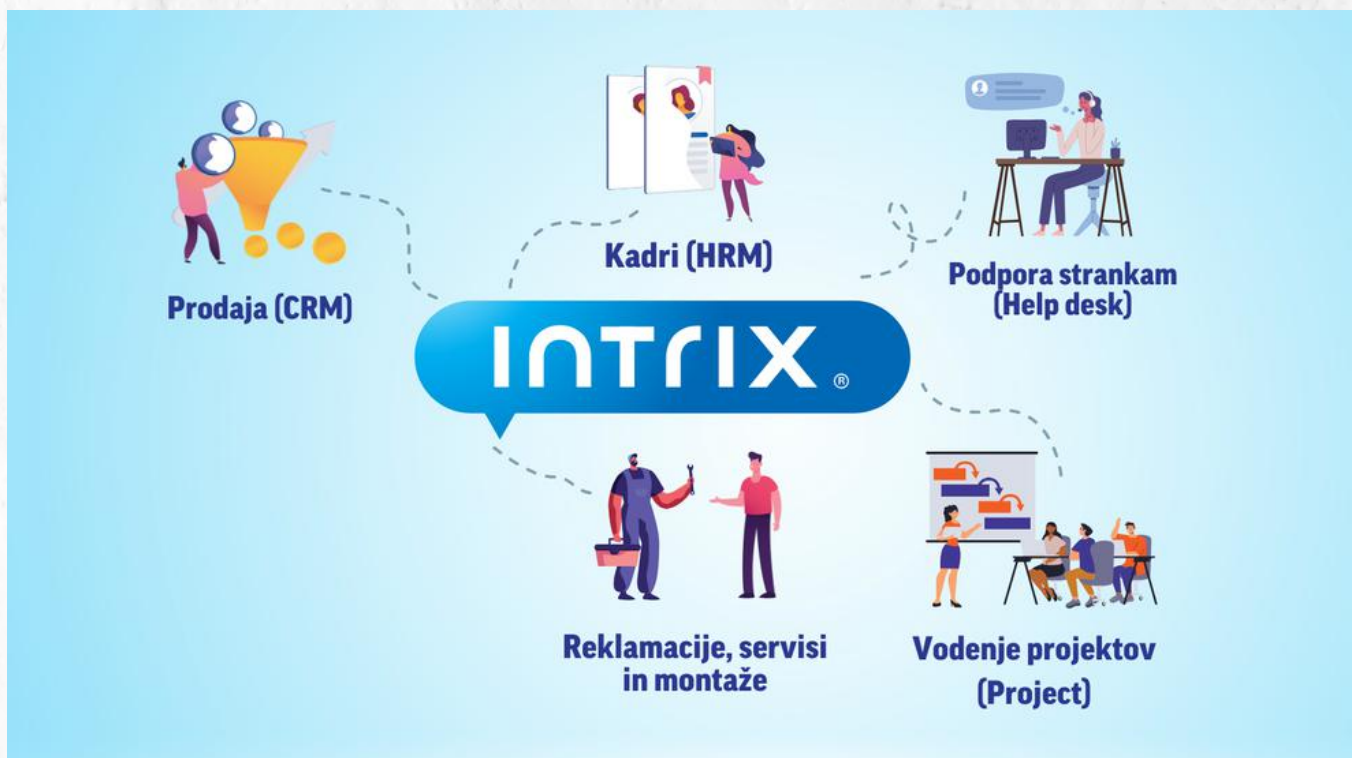 Prodaja (CRM)
Kadri (HRM)
Podpora strankam
(Help desk)
INTRIX®
Reklamacije, servisi
in montaže
Vodenje projektov
(Project)